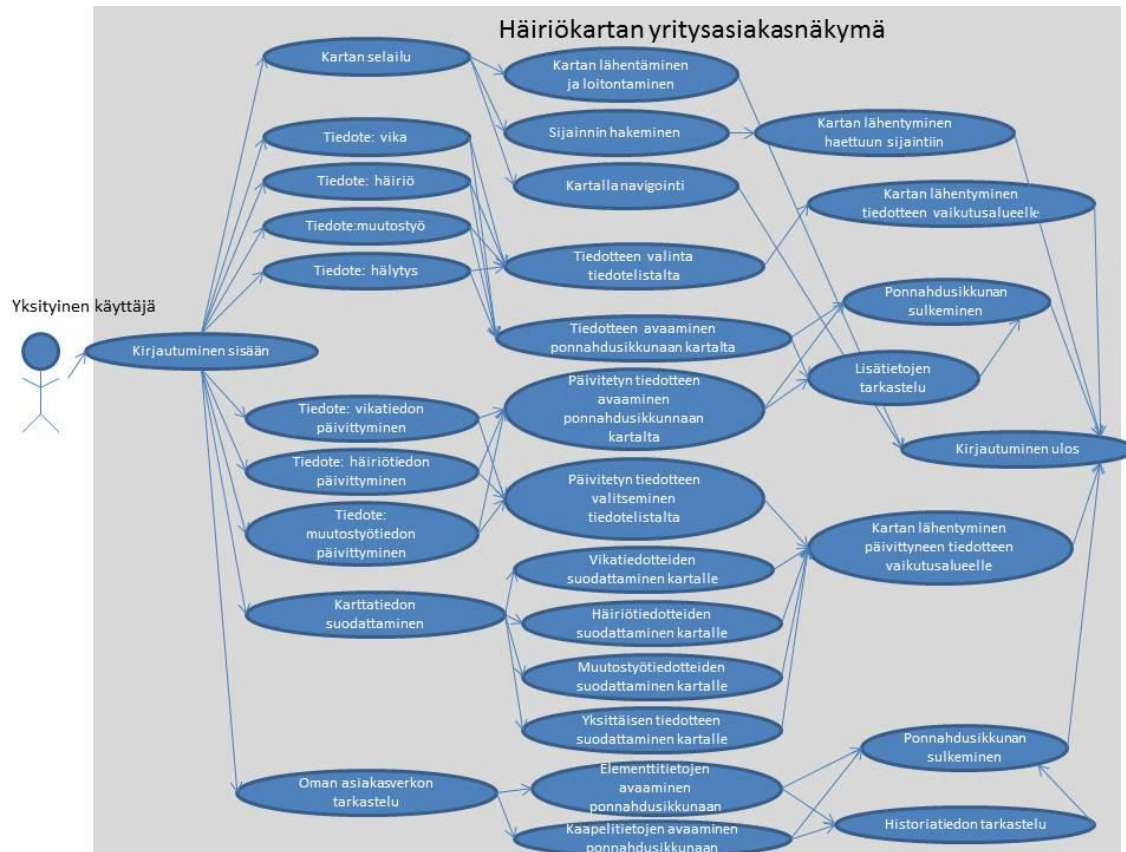 Häiriökartan yritysasiakasnäkymä
Kartan selailu
Kartan lähentäminen
ja loitontaminen
Sijainnin hakeminen
Kartan lähentyminen
haettuun sijaintiin
Tiedote: vika
Tiedote: häiriö
Kartalla navigointi
Kartan lähentyminen
tiedotteen vaikutusalueelle
Tiedote:muutostyö
Tiedote: hälytys
Tiedotteen valinta
tiedotelistalta
Yksityinen käyttäjä
Ponnahdusikkunan
sulkeminen
Kirjautuminen sisään
Tiedotteen avaaminen
ponnahdusikkunaan kartalta
Lisätietojen
tarkastelu
Päivitetyn tiedotteen
avaaminen
ponnahdusikkunnaan
kartalta
Tiedote: vikatiedon
päivittyminen
Kirjautuminen ulos
Tiedote: häiriötiedon
päivittyminen
Päivitetyn tiedotteen
valitseminen
tiedotelistalta
Tiedote:
muutostyötiedon
päivittyminen
Kartan lähentyminen
päivittyneen tiedotteen
vaikutusalueelle
Vikatiedotteiden
suodattaminen kartalle
Karttatiedon
suodattaminen
Häiriötiedotteiden
suodattaminen kartalle
Muutostyötiedotteiden
suodattaminen kartalle
Yksittäisen tiedotteen
suodattaminen kartalle
Ponnahdusikkunan
sulkeminen
Oman asiakasverkon
tarkastelu
Elementtitietojen
avaaminen
ponnahdusikkunaan
Historiatiedon tarkastelu
Kaapelitietojen avaaminen
ponnahdusikkunaan